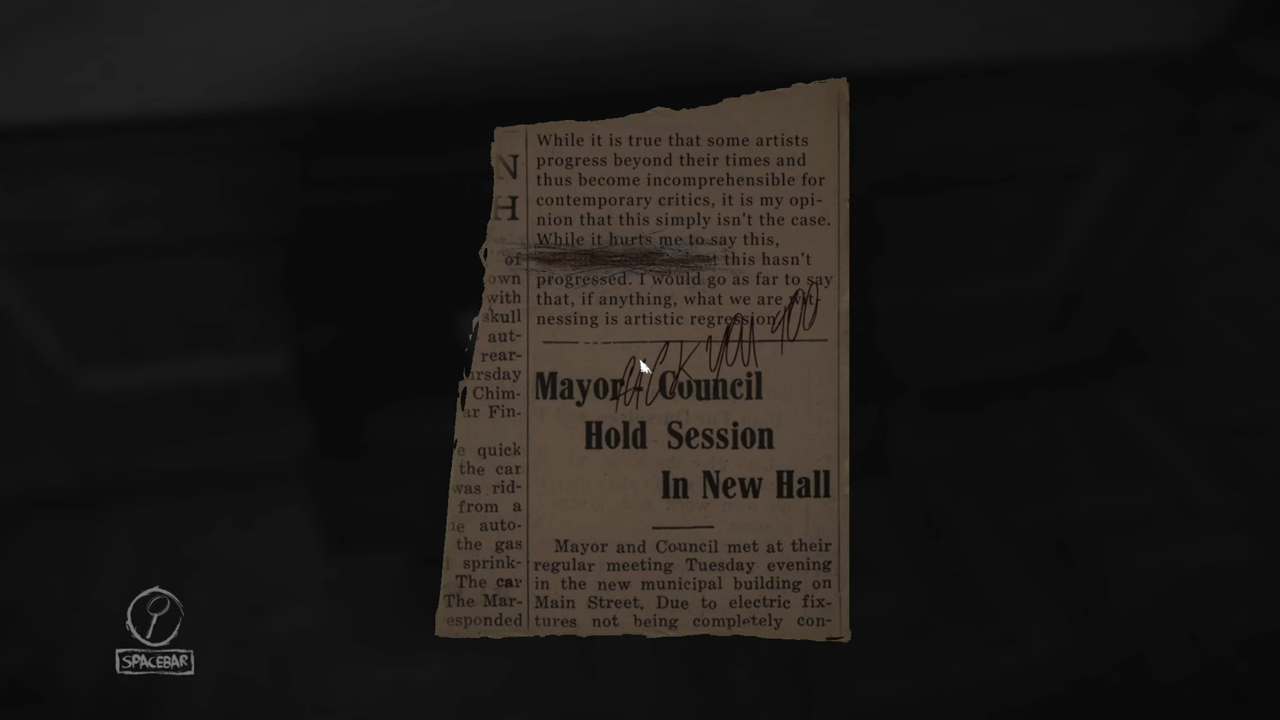 N
H
of
own
with
skull
aut-
rear-
ursday
Chim-
ar Fin-
e quick
the car
was rid-
from a
ne auto-
the gas
sprink-
The car
The Mar-
esponded
While it is true that some artists
progress beyond their times and
thus become incomprehensible for
contemporary critics, it is my opi-
nion that this simply isn't the case.
While it hurts me to say this,
this hasn't
progressed. I would go as far to say
that, if anything, what we are wit-
nessing is artistic regression
YOU TOO
Mayor - Council
Hold Session
In New Hall
Mayor and Council met at their
regular meeting Tuesday evening
in the new municipal building on
Main Street. Due to electric fix-
tures not being completely con-
SPACEBAR